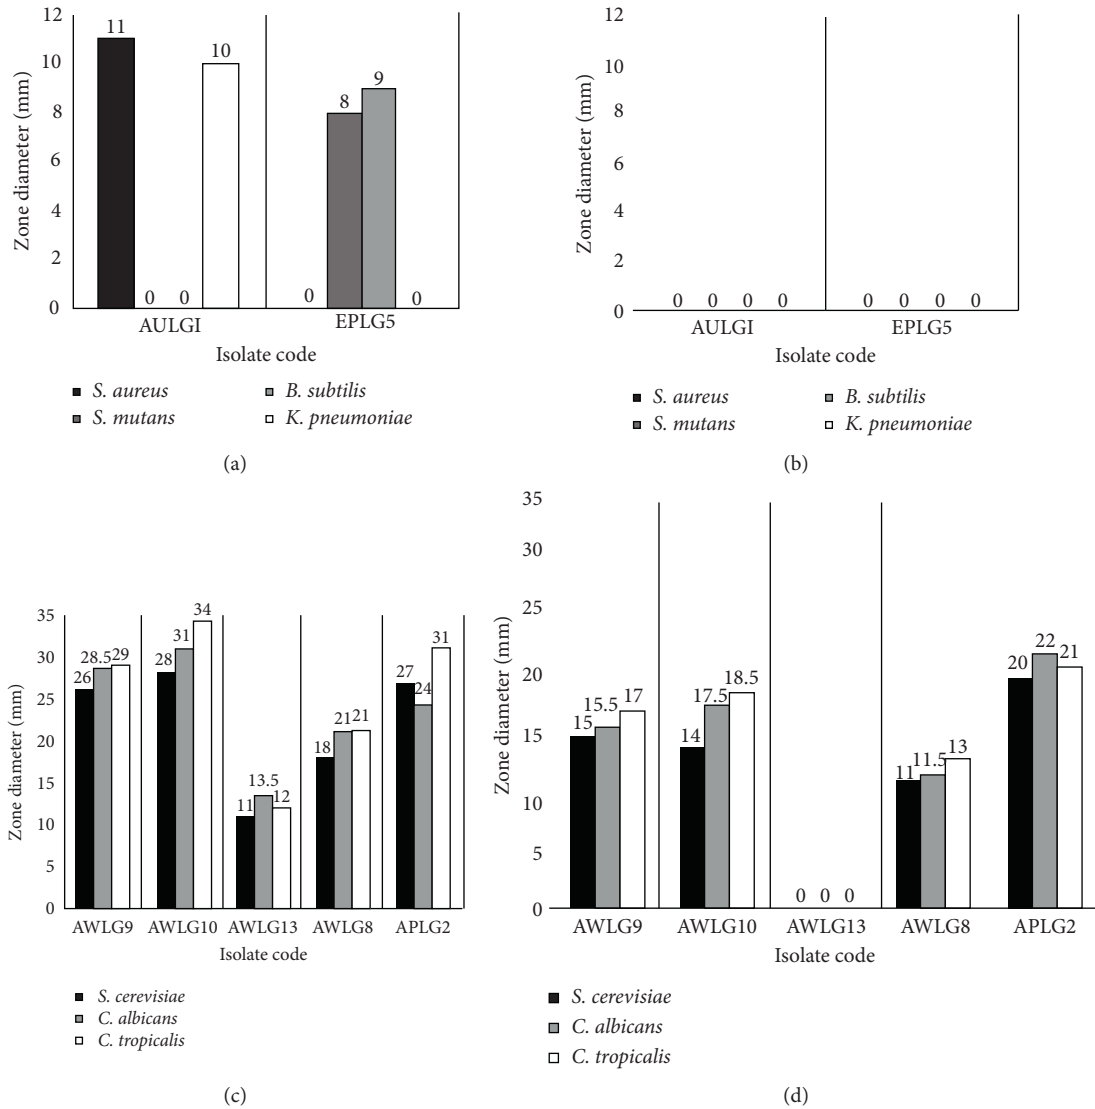 12
10
8
6
4
2
0
Zone diameter (mm)
11
0
0
10
0
8
9
0
AULGI
EPLG5
Isolate code
S. aureus
B. subtilis
S. mutans
K. pneumoniae
(a)
12
10
8
6
4
2
0
Zone diameter (mm)
0 0 0 0
0 0 0 0
AULGI
EPLG5
Isolate code
S. aureus
B. subtilis
S. mutans
K. pneumoniae
(b)
35
30
25
20
15
10
5
0
Zone diameter (mm)
26
28.5
29
28
31
34
11
13.5
12
18
21
21
27
24
31
AWLG9
AWLG10
AWLG13
AWLG8
APLG2
Isolate code
S. cerevisiae
C. albicans
C. tropicalis
(c)
35
30
25
20
15
10
5
0
Zone diameter (mm)
15
15.5
17
14
17.5
18.5
0 0 0
11
11.5
13
20
22
21
AWLG9
AWLG10
AWLG13
AWLG8
APLG2
Isolate code
S. cerevisiae
C. albicans
C. tropicalis
(d)